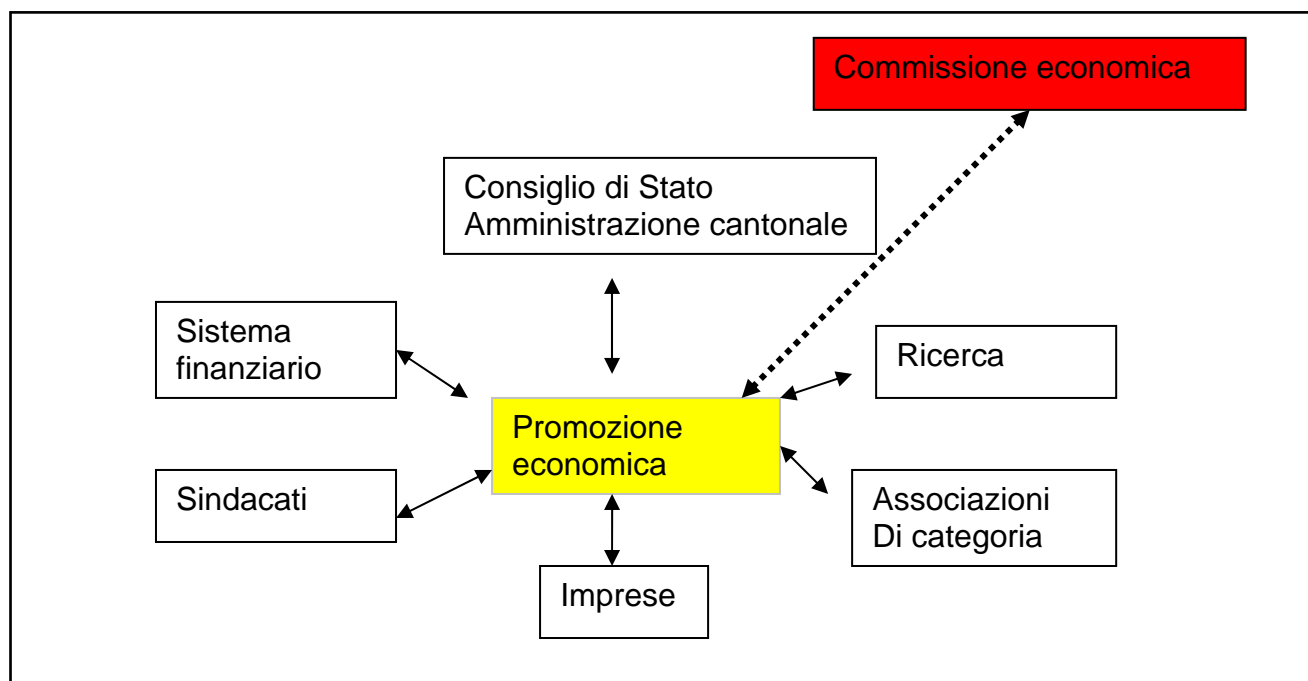 Commissione economica
Consiglio di Stato
Amministrazione cantonale
Sistema
finanziario
Ricerca
Promozione
economica
Sindacati
Associazioni
Di categoria
Imprese